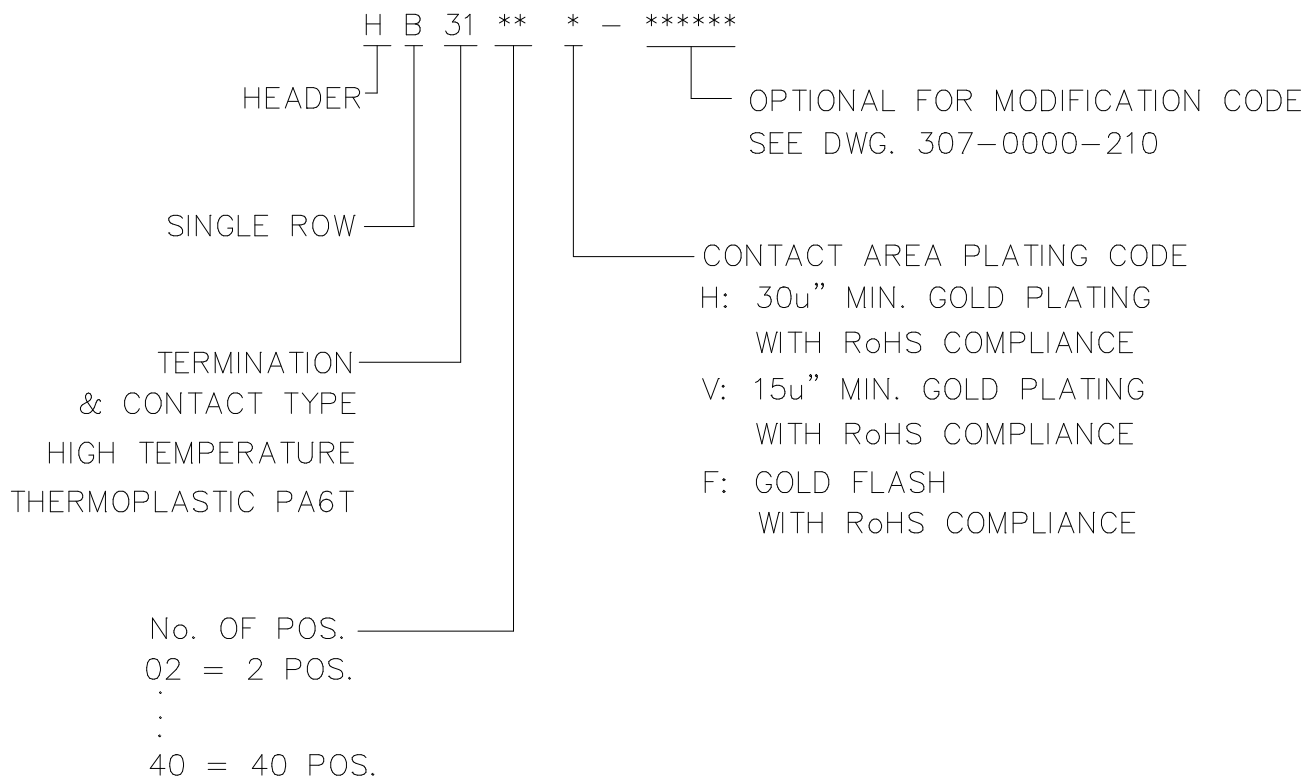 H B 31 ** * - ******
HEADER
OPTIONAL FOR MODIFICATION CODE
SEE DWG. 307-0000-210
SINGLE ROW
CONTACT AREA PLATING CODE
H: 30u" MIN. GOLD PLATING
WITH RoHS COMPLIANCE
V: 15u" MIN. GOLD PLATING
WITH RoHS COMPLIANCE
F: GOLD FLASH
WITH RoHS COMPLIANCE
TERMINATION
& CONTACT TYPE
HIGH TEMPERATURE
THERMOPLASTIC PA6T
No. OF POS.
02 = 2 POS.
.
.
.
40 = 40 POS.